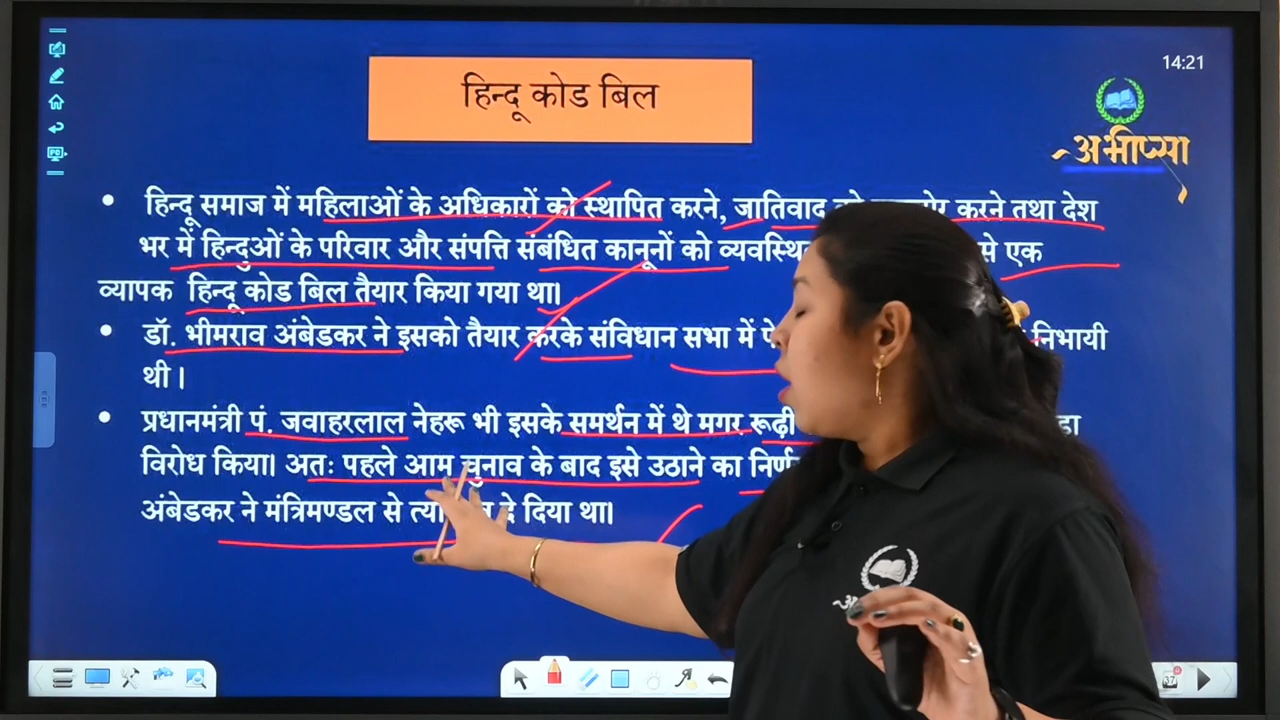 हिन्दू कोड बिल
14:21
अभीप्सा
• हिन्दू समाज में महिलाओं के अधिकारों को स्थापित करने, जातिवाद करने तथा देश
भर में हिन्दुओं के परिवार और संपत्ति संबंधित कानूनों को से एक
व्यापक हिन्दू कोड बिल तैयार किया गया था।
• डॉ. भीमराव अंबेडकर ने इसको तैयार करके संविधान सभा में निभायी
थी।
• प्रधानमंत्री पं. जवाहरलाल नेहरू भी इसके समर्थन में थे मगर रूढ़ी
विरोध किया। अतः पहले आम चुनाव के बाद इसे उठाने का
अंबेडकर ने मंत्रिमण्डल से दे दिया था।